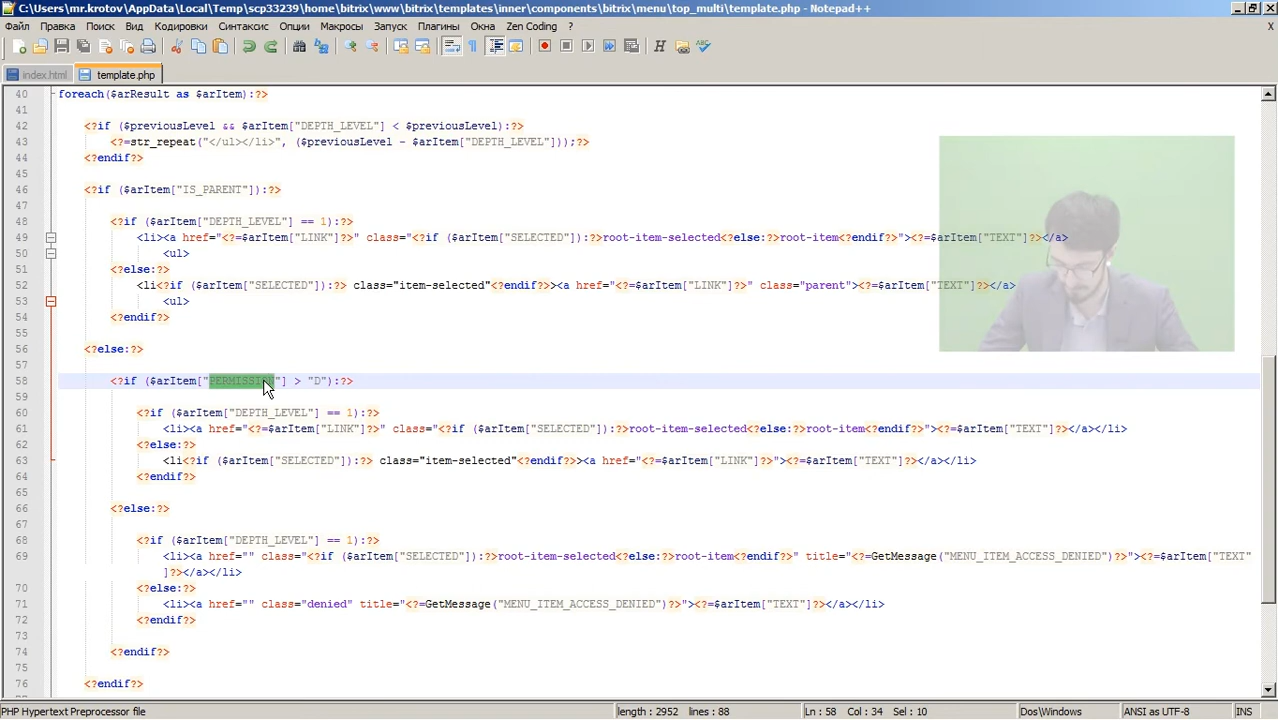 C:\Users\mr.krotov\AppData\Local\Temp\scp33239\home\bitrix\www\bitrix\templates\inner\components\bitrix\menu\top_multi\template.php - Notepad++
Файл Правка Поиск Вид Кодировки Синтаксис Опции Макросы Запуск Плагины Окна Zen Coding ? X
index.html template.php
40 foreach($arResult as $arItem):?>
41
42 <?if ($previousLevel && $arItem["DEPTH_LEVEL"] < $previousLevel):?>
43 <?=str_repeat("</ul></li>", ($previousLevel - $arItem["DEPTH_LEVEL"]));?>
44 <?endif?>
45
46 <?if ($arItem["IS_PARENT"]):?>
47
48 <?if ($arItem["DEPTH_LEVEL"] == 1):?>
49 <li><a href="<?=$arItem["LINK"]?>" class="<?if ($arItem["SELECTED"]):?>root-item-selected<?else:?>root-item<?endif?>"><?=$arItem["TEXT"]?></a>
50 <ul>
51 <?else:?>
52 <li<?if ($arItem["SELECTED"]):?> class="item-selected"<?endif?>><a href="<?=$arItem["LINK"]?>" class="parent"><?=$arItem["TEXT"]?></a>
53 <ul>
54 <?endif?>
55
56 <?else:?>
57
58 <?if ($arItem["PERMISSION"] > "D"):?>
59
60 <?if ($arItem["DEPTH_LEVEL"] == 1):?>
61 <li><a href="<?=$arItem["LINK"]?>" class="<?if ($arItem["SELECTED"]):?>root-item-selected<?else:?>root-item<?endif?>"><?=$arItem["TEXT"]?></a></li>
62 <?else:?>
63 <li<?if ($arItem["SELECTED"]):?> class="item-selected"<?endif?>><a href="<?=$arItem["LINK"]?>"><?=$arItem["TEXT"]?></a></li>
64 <?endif?>
65
66 <?else:?>
67
68 <?if ($arItem["DEPTH_LEVEL"] == 1):?>
69 <li><a href="" class="<?if ($arItem["SELECTED"]):?>root-item-selected<?else:?>root-item<?endif?>" title="<?=GetMessage("MENU_ITEM_ACCESS_DENIED")?>"><?=$arItem["TEXT"
]?></a></li>
70 <?else:?>
71 <li><a href="" class="denied" title="<?=GetMessage("MENU_ITEM_ACCESS_DENIED")?>"><?=$arItem["TEXT"]?></a></li>
72 <?endif?>
73
74 <?endif?>
75
76 <?endif?>
PHP Hypertext Preprocessor file length : 2952 lines : 88 Ln : 58 Col : 34 Sel : 10 Dos\Windows ANSI as UTF-8 INS